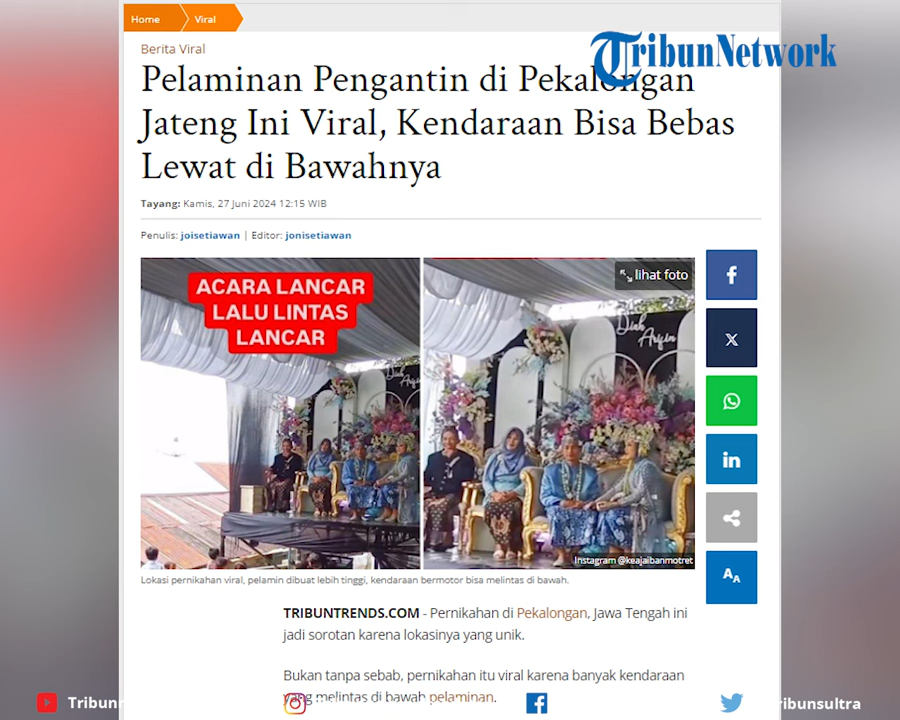 Home
Viral
TribunNetwork
Berita Viral
Pelaminan Pengantin di Pekalongan
Jateng Ini Viral, Kendaraan Bisa Bebas
Lewat di Bawahnya
Tayang: Kamis, 27 Juni 2024 12:15 WIB
Penulis: joisetiawan | Editor: jonisetiawan
ACARA LANCAR
LALU LINTAS
LANCAR
lihat foto
Diah
Arifin
Instagram @keajaibanmotret
Lokasi pernikahan viral, pelamin dibuat lebih tinggi, kendaraan bermotor bisa melintas di bawah.
TRIBUNTRENDS.COM - Pernikahan di Pekalongan, Jawa Tengah ini
jadi sorotan karena lokasinya yang unik.
Bukan tanpa sebab, pernikahan itu viral karena banyak kendaraan
yang melintas di bawah pelaminan.
Tribun
ribunsultra